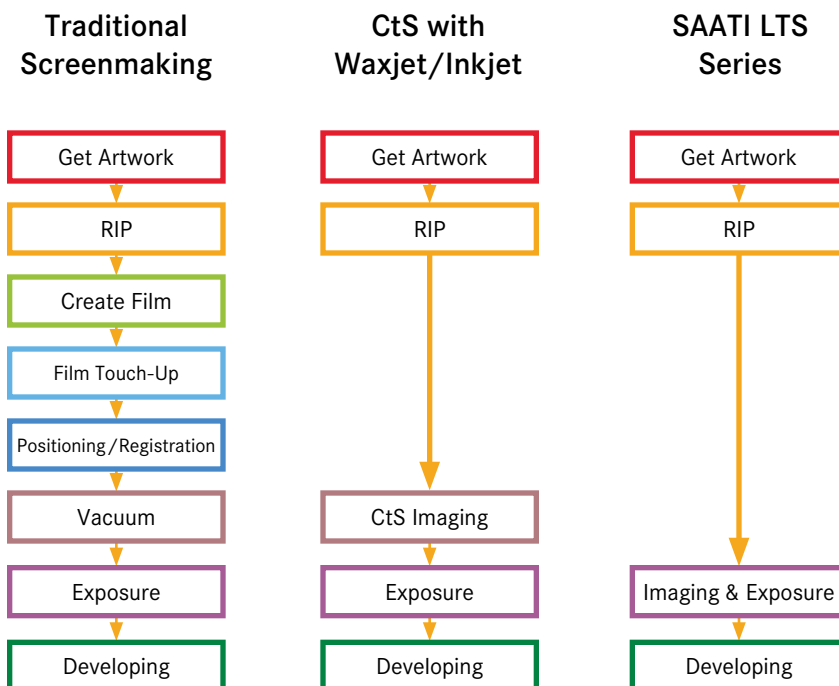 Traditional
Screenmaking
Get Artwork
RIP
Create Film
Film Touch-Up
Positioning/Registration
Vacuum
Exposure
Developing
CtS with
Waxjet/Inkjet
Get Artwork
RIP
CtS Imaging
Exposure
Developing
SAATI LTS
Series
Get Artwork
RIP
Imaging & Exposure
Developing